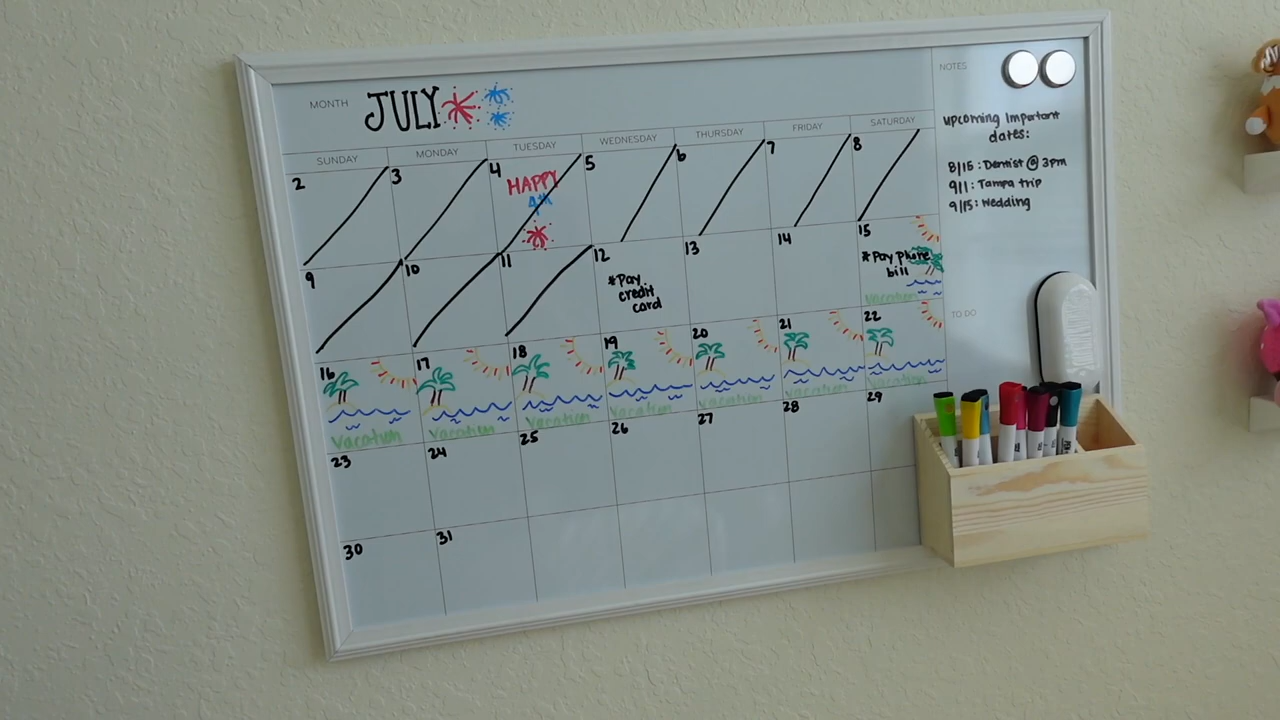 MONTH JULY
NOTES
upcoming Important
dates:
8/15: Dentist @ 3pm
9/1: Tampa trip
9/15: Wedding
SUNDAY MONDAY TUESDAY WEDNESDAY THURSDAY FRIDAY SATURDAY
2 3 4 5 6 7 8
HAPPY
4th
9 10 11 12 13 14 15
*Pay
credit
card
*Pay phone
bill
Vacation
TO DO
16 17 18 19 20 21 22
Vacation Vacation Vacation Vacation Vacation Vacation Vacation
23 24 25 26 27 28 29
30 31